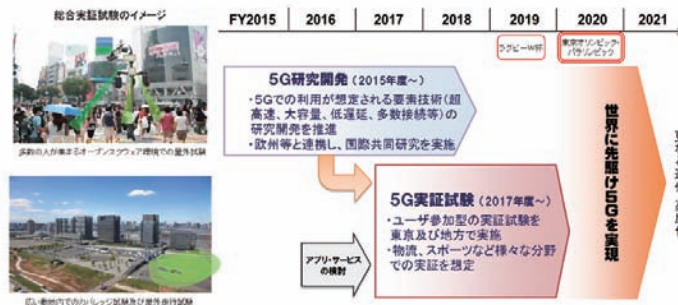 総合実証試験のイメージ
FY2015 2016 2017 2018 2019 2020 2021
ラグビーW杯
東京オリンピック・
パラリンピック
5G研究開発（2015年度～）
・5Gでの利用が想定される要素技術（超
高速、大容量、低遅延、多数接続等）の
研究開発を推進
・欧州等と連携し、国際共同研究を実施
多数の人が集まるオープンスクウェア環境での屋外試験
5G実証試験（2017年度～）
・ユーザ参加型の実証試験を
東京及び地方で実施
・物流、スポーツなど様々な分野
での実証を想定
アプリ・サービス
の検討
世界に先駆け5Gを実現
広い敷地内でのカバレッジ試験及び屋外走行試験